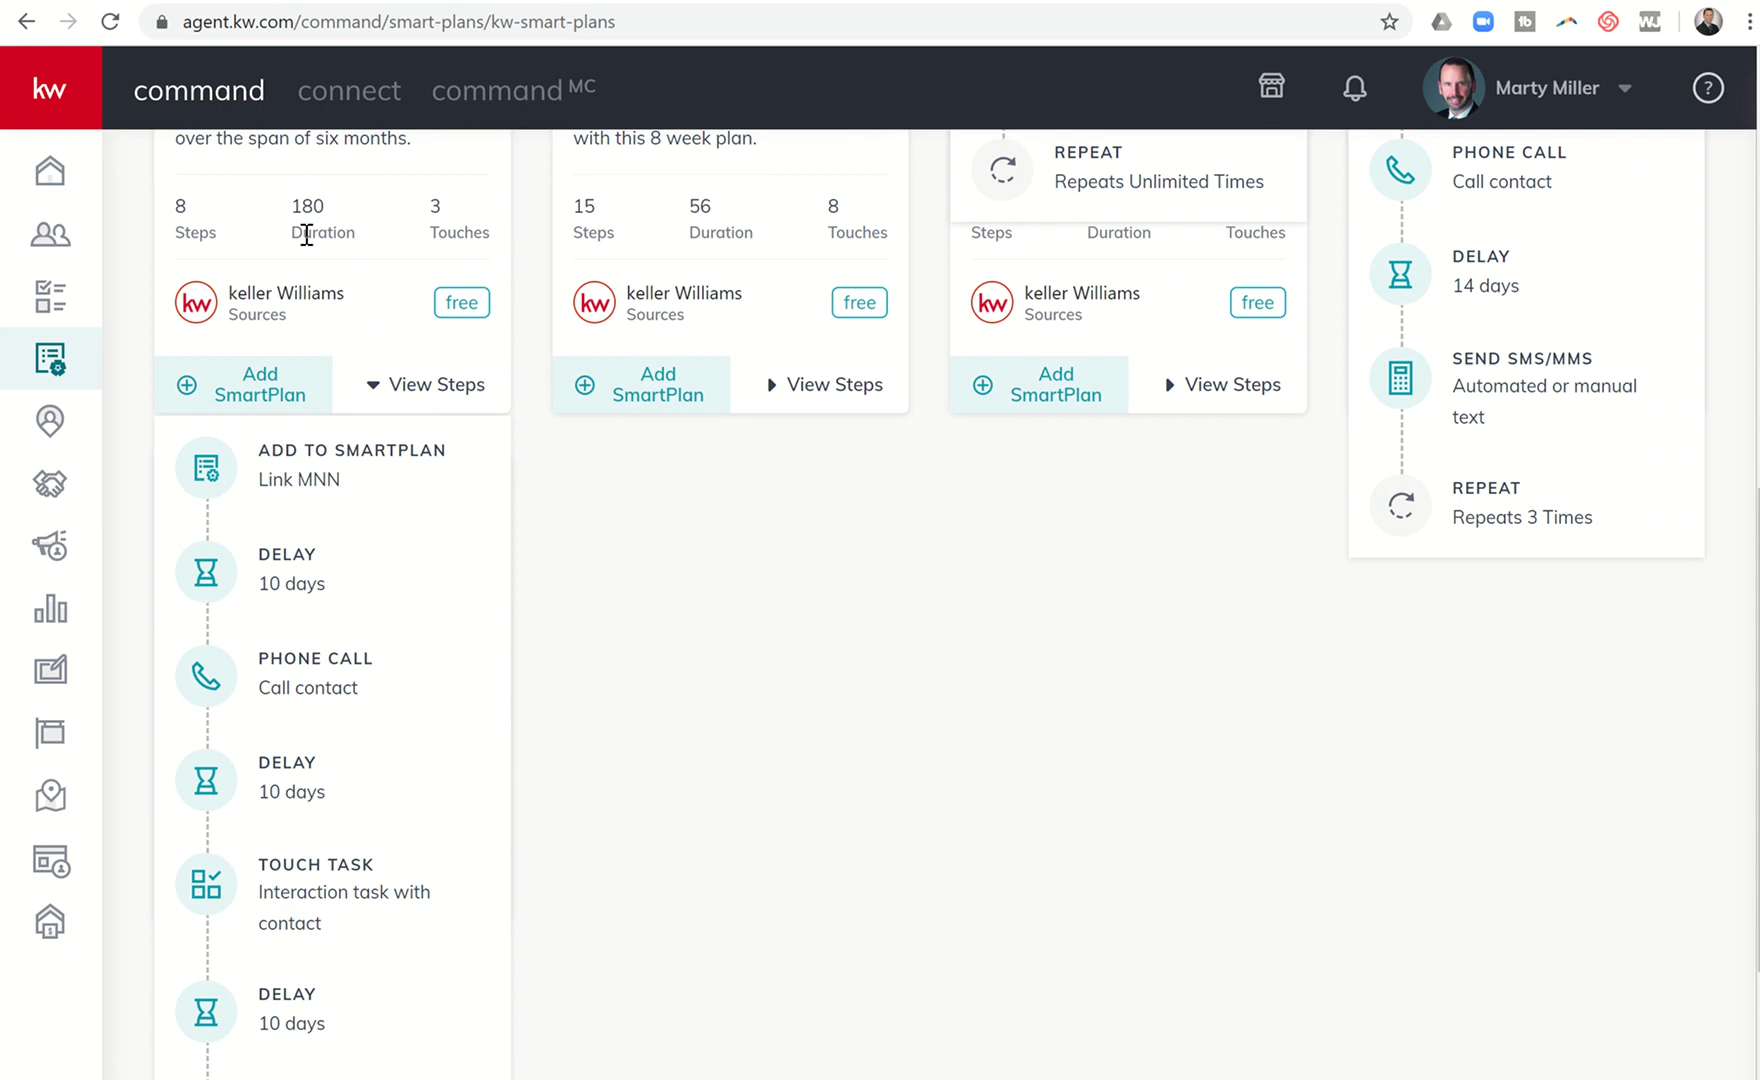 agent.kw.com/command/smart-plans/kw-smart-plans
kw
command
connect
command MC
Marty Miller
?
over the span of six months.
8
Steps
180
Duration
3
Touches
kw
keller Williams
Sources
free
Add
SmartPlan
View Steps
ADD TO SMARTPLAN
Link MNN
DELAY
10 days
PHONE CALL
Call contact
DELAY
10 days
TOUCH TASK
Interaction task with
contact
DELAY
10 days
with this 8 week plan.
15
Steps
56
Duration
8
Touches
kw
keller Williams
Sources
free
Add
SmartPlan
View Steps
REPEAT
Repeats Unlimited Times
Steps
Duration
Touches
kw
keller Williams
Sources
free
Add
SmartPlan
View Steps
PHONE CALL
Call contact
DELAY
14 days
SEND SMS/MMS
Automated or manual
text
REPEAT
Repeats 3 Times